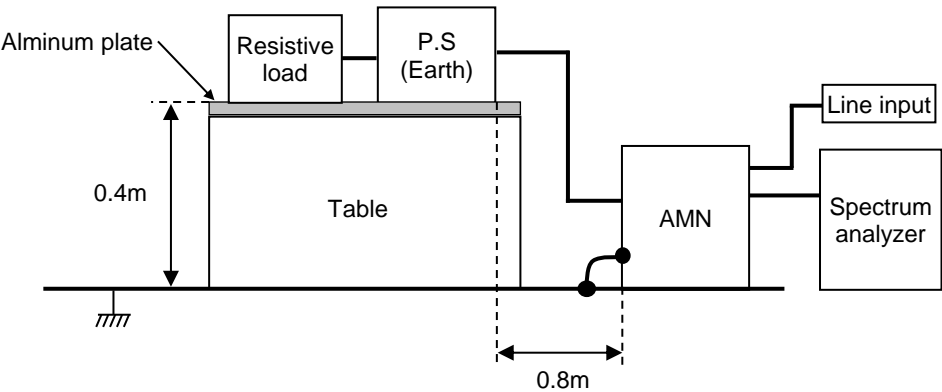 Alminum plate
Resistive
load
P.S
(Earth)
Line input
0.4m
Table
AMN
Spectrum
analyzer
0.8m